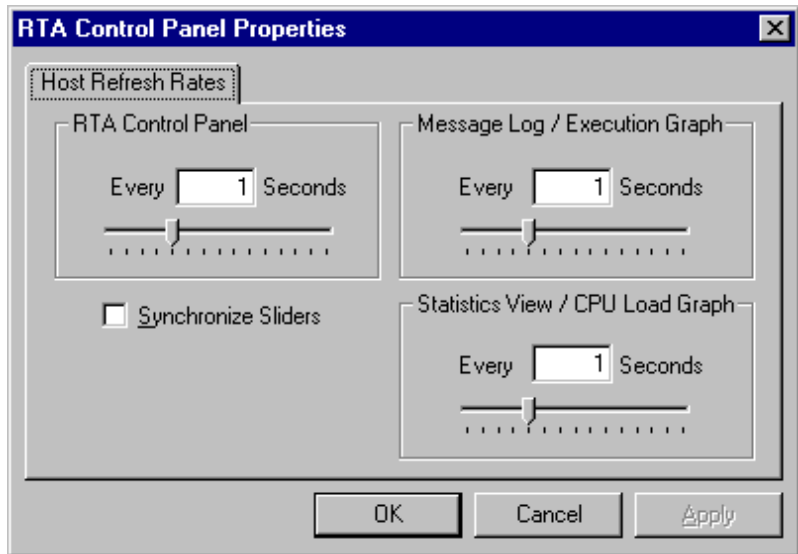 RTA Control Panel Properties
Host Refresh Rates
RTA Control Panel
Every 1 Seconds
Synchronize Sliders
Message Log / Execution Graph
Every 1 Seconds
Statistics View / CPU Load Graph
Every 1 Seconds
OK Cancel Apply